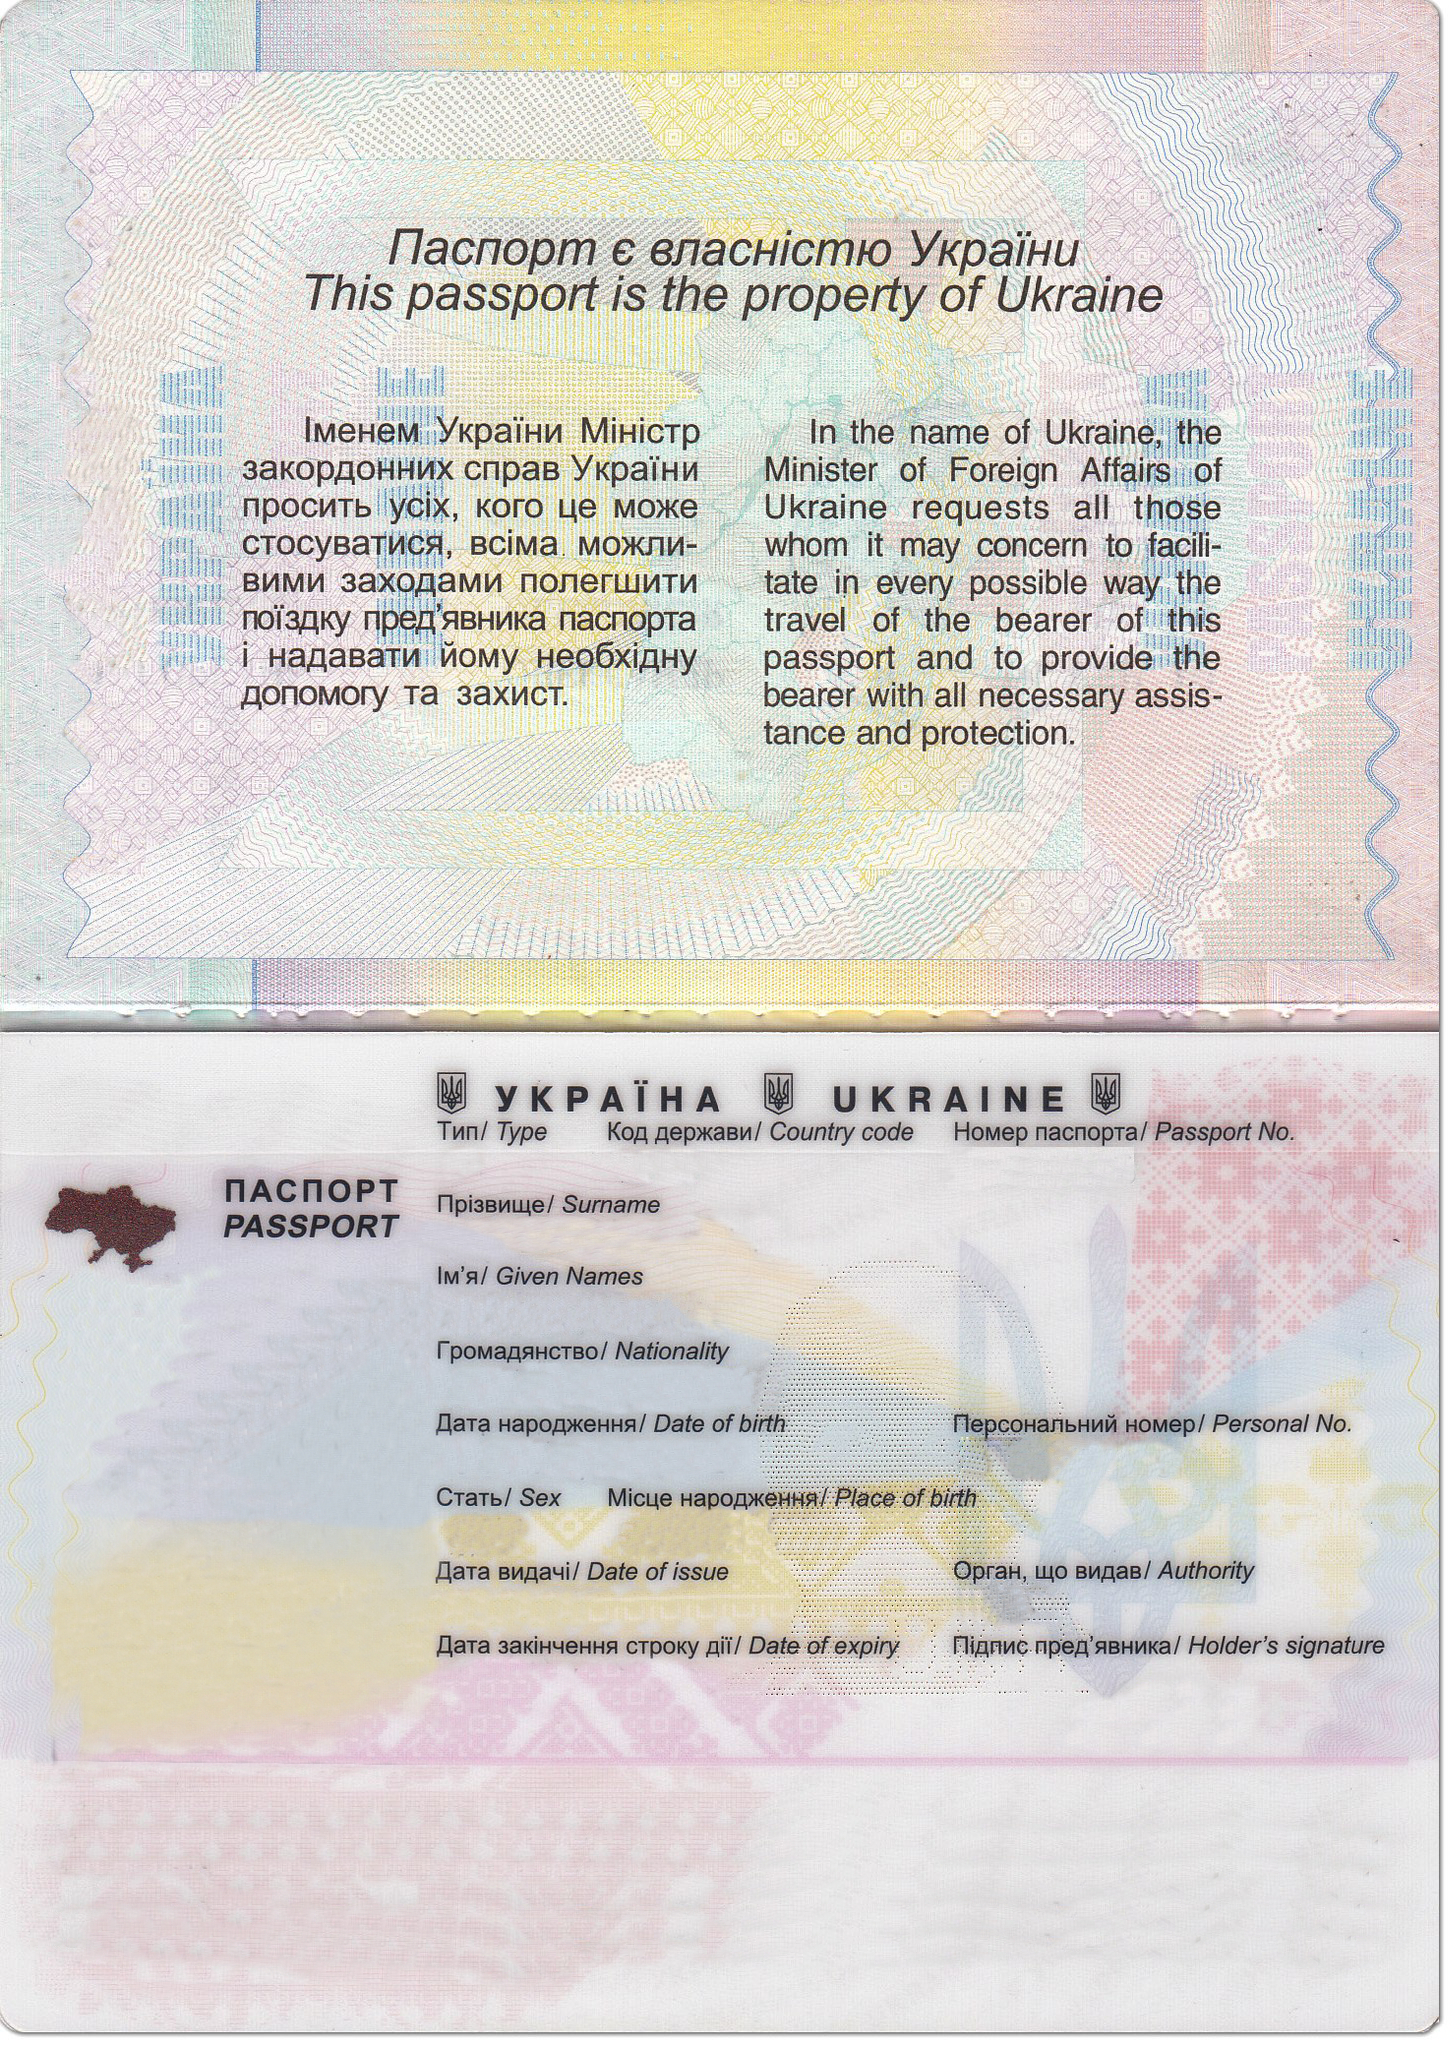 Паспорт є власністю України
This passport is the property of Ukraine
Іменем України Міністр
закордонних справ України
просить усіх, кого це може
стосуватися, всіма можли-
вими заходами полегшити
поїздку пред’явника паспорта
і надавати йому необхідну
допомогу та захист.
In the name of Ukraine, the
Minister of Foreign Affairs of
Ukraine requests all those
whom it may concern to facili-
tate in every possible way the
travel of the bearer of this
passport and to provide the
bearer with all necessary assis-
tance and protection.
УКРАЇНА UKRAINE
Тип/ Type Код держави/ Country code Номер паспорта/ Passport No.
ПАСПОРТ
PASSPORT
Прізвище/ Surname
Ім’я/ Given Names
Громадянство/ Nationality
Дата народження/ Date of birth Персональний номер/ Personal No.
Стать/ Sex Місце народження/ Place of birth
Дата видачі/ Date of issue Орган, що видав/ Authority
Дата закінчення строку дії/ Date of expiry Підпис пред’явника/ Holder’s signature